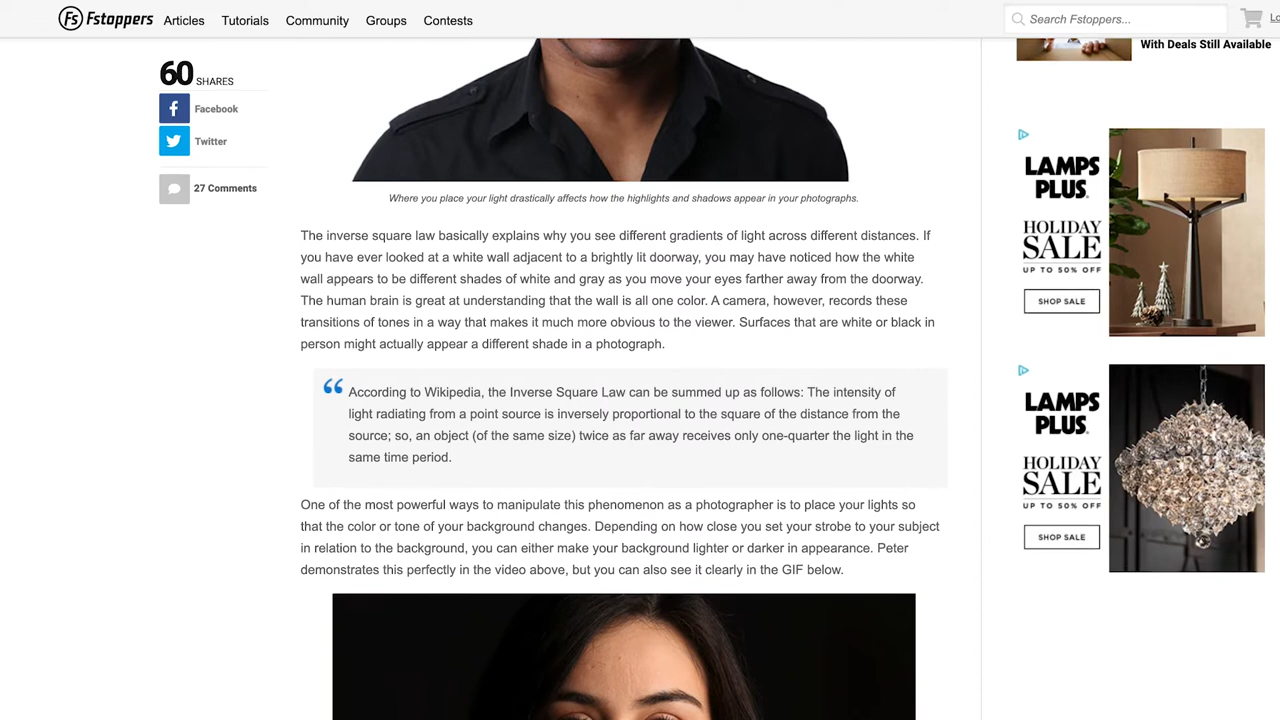 Fstoppers
Articles Tutorials Community Groups Contests
Search Fstoppers...
With Deals Still Available
60 SHARES
Facebook
Twitter
27 Comments
Where you place your light drastically affects how the highlights and shadows appear in your photographs.
The inverse square law basically explains why you see different gradients of light across different distances. If
you have ever looked at a white wall adjacent to a brightly lit doorway, you may have noticed how the white
wall appears to be different shades of white and gray as you move your eyes farther away from the doorway.
The human brain is great at understanding that the wall is all one color. A camera, however, records these
transitions of tones in a way that makes it much more obvious to the viewer. Surfaces that are white or black in
person might actually appear a different shade in a photograph.
According to Wikipedia, the Inverse Square Law can be summed up as follows: The intensity of
light radiating from a point source is inversely proportional to the square of the distance from the
source; so, an object (of the same size) twice as far away receives only one-quarter the light in the
same time period.
One of the most powerful ways to manipulate this phenomenon as a photographer is to place your lights so
that the color or tone of your background changes. Depending on how close you set your strobe to your subject
in relation to the background, you can either make your background lighter or darker in appearance. Peter
demonstrates this perfectly in the video above, but you can also see it clearly in the GIF below.
LAMPS
PLUS.
HOLIDAY
SALE
UP TO 50% OFF
SHOP SALE
LAMPS
PLUS.
HOLIDAY
SALE
UP TO 50% OFF
SHOP SALE